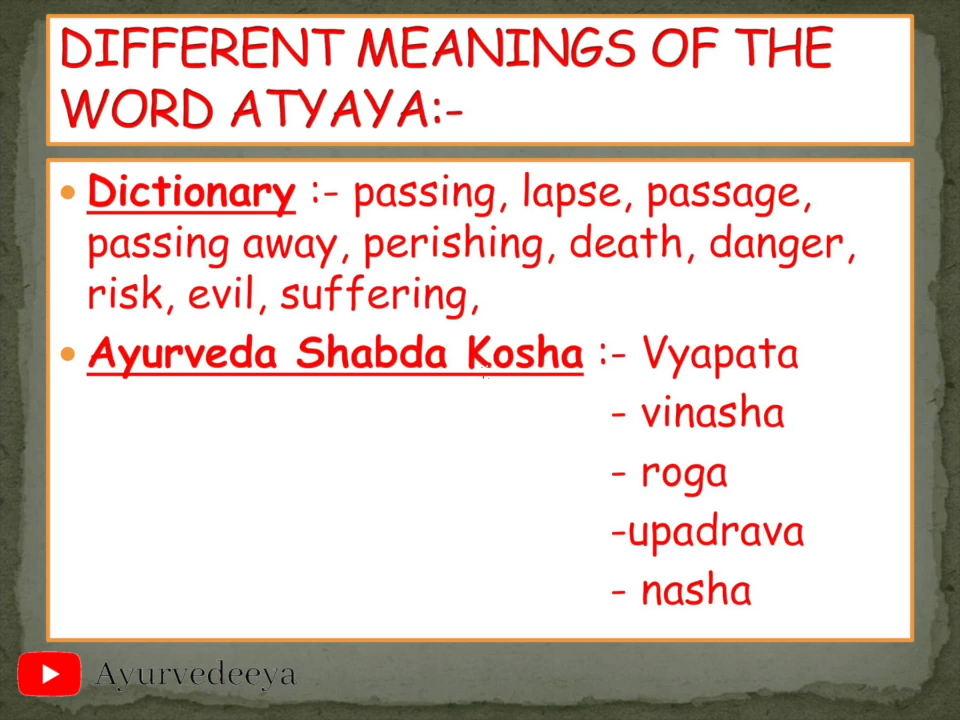 DIFFERENT MEANINGS OF THE
WORD ATYAYA:-
• Dictionary :- passing, lapse, passage,
passing away, perishing, death, danger,
risk, evil, suffering,
• Ayurveda Shabda Kosha :- Vyapata
- vinasha
- roga
-upadrava
- nasha
Ayurvedeeya